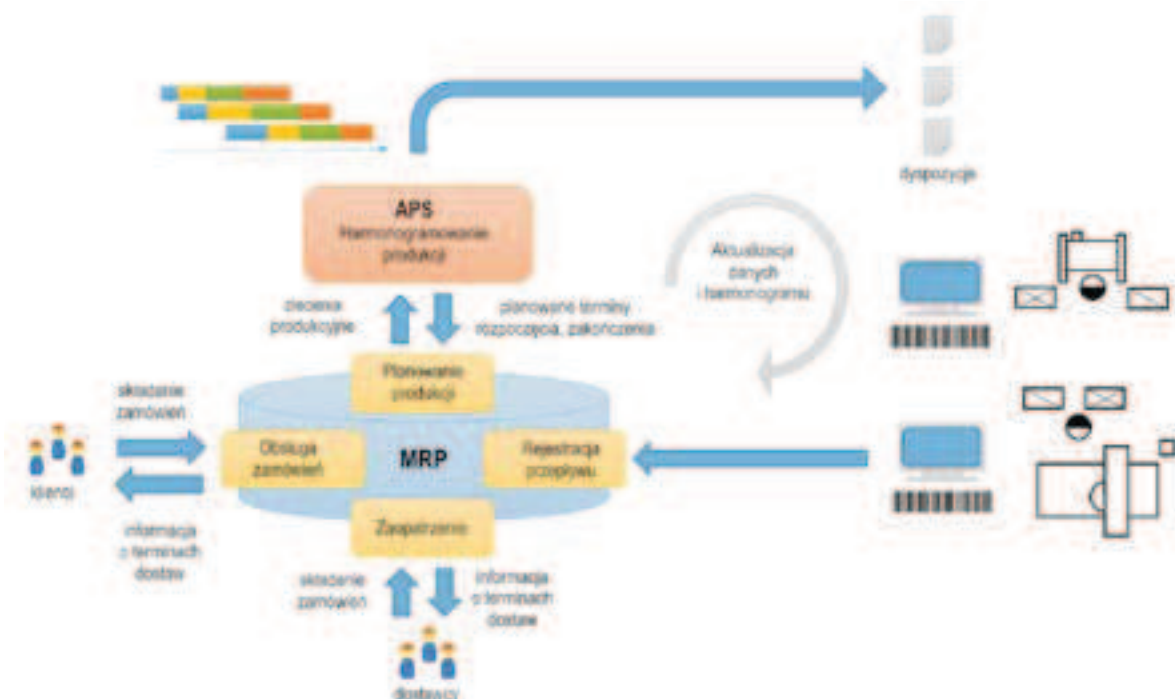 dyspozycje
APS
Harmonogramowanie
produkcji
Aktualizacja
danych
i harmonogramu
zlecenia
produkcyjne
planowane terminy
rozpoczęcia, zakończenia
Planowanie
produkcji
składanie
zamówień
Obsługa
zamówień
MRP
Rejestracja
przepływu
klienci
informacja
o terminach
dostaw
Zaopatrzenie
składanie
zamówień
informacja
o terminach
dostaw
dostawcy